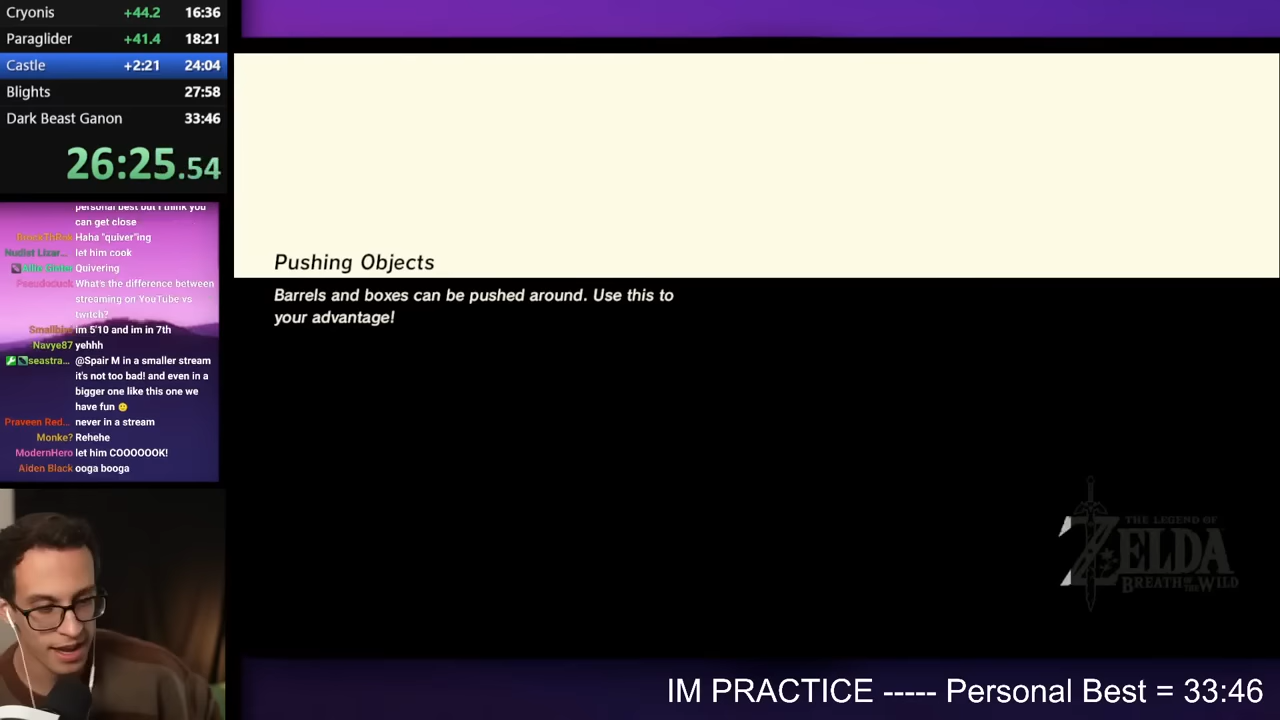 Cryonis +44.2 16:36
Paraglider +41.4 18:21
Castle +2:21 24:04
Blights 27:58
Dark Beast Ganon 33:46
26:25.54
personal best but I think you
can get close
Haha "quiver"ing
Nudist Lizar... let him cook
Quivering
Pseudoduck What's the difference between
streaming on YouTube vs
twitch?
im 5'10 and im in 7th
Navye87 yehhh
seastra... @Spair M in a smaller stream
it's not too bad! and even in a
bigger one like this one we
have fun 🙂
Praveen Red... never in a stream
Monke? Rehehe
ModernHero let him COOOOOOK!
Aiden Black ooga booga
Pushing Objects
Barrels and boxes can be pushed around. Use this to
your advantage!
THE LEGEND OF
ZELDA
BREATH OF THE WILD
IM PRACTICE ----- Personal Best = 33:46